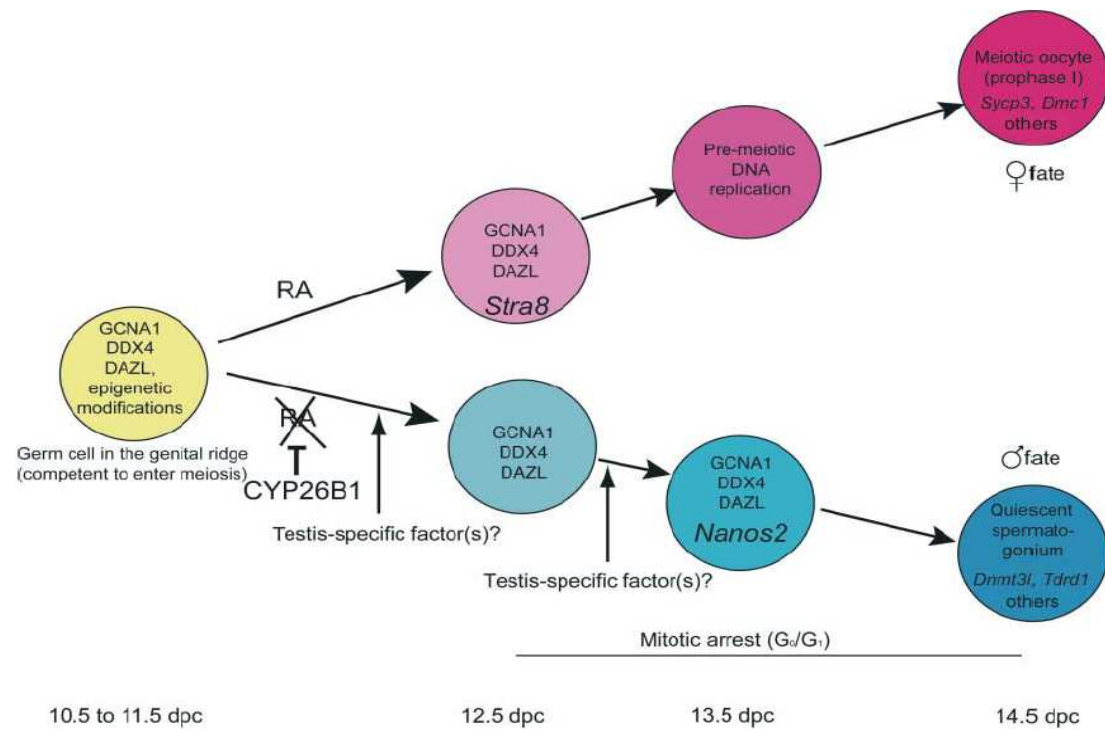 Meiotic oocyte
(prophase I)
Sycp3, Dmc1
others
♀fate
Pre-meiotic
DNA
replication
GCNA1
DDX4
DAZL
Stra8
RA
GCNA1
DDX4
DAZL,
epigenetic
modifications
Germ cell in the genital ridge
(competent to enter meiosis)
RA
CYP26B1
Testis-specific factor(s)?
GCNA1
DDX4
DAZL
Testis-specific factor(s)?
GCNA1
DDX4
DAZL
Nanos2
♂fate
Quiescent
spermato-
gonium
Dnmt3l, Tdrd1
others
Mitotic arrest (G₀/G₁)
10.5 to 11.5 dpc
12.5 dpc
13.5 dpc
14.5 dpc